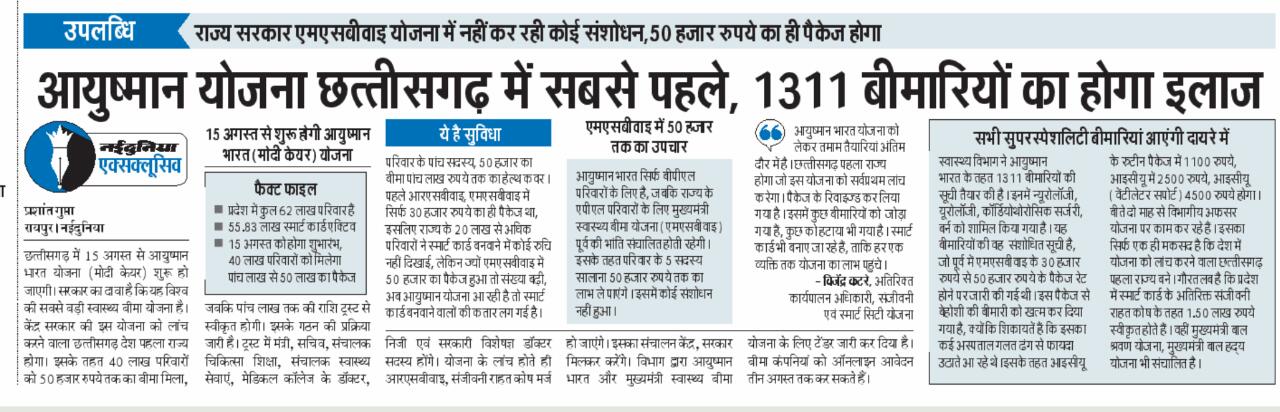 उपलब्धि
राज्य सरकार एमएसबीवाइ योजना में नहीं कर रही कोई संशोधन, 50 हजार रुपये का ही पैकेज होगा
आयुष्मान योजना छत्तीसगढ़ में सबसे पहले, 1311 बीमारियों का होगा इलाज
नईदुनिया
एक्सक्लूसिव
प्रशांत गुप्ता
रायपुर। नईदुनिया
छत्तीसगढ़ में 15 अगस्त से आयुष्मान
भारत योजना (मोदी केयर) शुरू हो
जाएगी। सरकार का दावा है कि यह विश्व
की सबसे बड़ी स्वास्थ्य बीमा योजना है।
केंद्र सरकार की इस योजना को लांच
करने वाला छत्तीसगढ़ देश पहला राज्य
होगा। इसके तहत 40 लाख परिवारों
को 50 हजार रुपये तक का बीमा मिला,
15 अगस्त से शुरू होगी आयुष्मान
भारत (मोदी केयर) योजना
फैक्ट फाइल
प्रदेश में कुल 62 लाख परिवार हैं
55.83 लाख स्मार्ट कार्ड एक्टिव
15 अगस्त को होगा शुभारंभ,
40 लाख परिवारों को मिलेगा
पांच लाख से 50 लाख का पैकेज
जबकि पांच लाख तक की राशि ट्रस्ट से
स्वीकृत होगी। इसके गठन की प्रक्रिया
जारी है। ट्रस्ट में मंत्री, सचिव, संचालक
चिकित्सा शिक्षा, संचालक स्वास्थ्य
सेवाएं, मेडिकल कॉलेज के डॉक्टर,
ये है सुविधा
परिवार के पांच सदस्य, 50 हजार का
बीमा पांच लाख रुपये तक का हेल्थ कवर।
पहले आरएसबीवाइ, एमएसबीवाइ में
सिर्फ 30 हजार रुपये का ही पैकेज था,
इसलिए राज्य के 20 लाख से अधिक
परिवारों ने स्मार्ट कार्ड बनवाने में कोई रुचि
नहीं दिखाई, लेकिन ज्यों एमएसबीवाइ में
50 हजार का पैकेज हुआ तो संख्या बढ़ी,
अब आयुष्मान योजना आ रही है तो स्मार्ट
कार्ड बनवाने वालों की कतार लग गई है।
निजी एवं सरकारी विशेषज्ञ डॉक्टर
सदस्य होंगे। योजना के लांच होते ही
आरएसबीवाइ, संजीवनी राहत कोष मर्ज
एमएसबीवाइ में 50 हजार
तक का उपचार
आयुष्मान भारत सिर्फ बीपीएल
परिवारों के लिए है, जबकि राज्य के
एपीएल परिवारों के लिए मुख्यमंत्री
स्वास्थ्य बीमा योजना (एमएसबीवाइ)
पूर्व की भांति संचालित होती रहेगी।
इसके तहत परिवार के 5 सदस्य
सालाना 50 हजार रुपये तक का
लाभ ले पाएंगे। इसमें कोई संशोधन
नहीं हुआ।
हो जाएंगे। इसका संचालन केंद्र, सरकार
मिलकर करेंगे। विभाग द्वारा आयुष्मान
भारत और मुख्यमंत्री स्वास्थ्य बीमा
आयुष्मान भारत योजना को
लेकर तमाम तैयारियां अंतिम
दौर में है। छत्तीसगढ़ पहला राज्य
होगा जो इस योजना को सर्वप्रथम लांच
करेगा। पैकेज को रिवाइज्ड कर लिया
गया है। इसमें कुछ बीमारियों को जोड़ा
गया है, कुछ को हटाया भी गया है। स्मार्ट
कार्ड भी बनाए जा रहे हैं, ताकि हर एक
व्यक्ति तक योजना का लाभ पहुंचे।
- विजेंद्र कटरे, अतिरिक्त
कार्यपालन अधिकारी, संजीवनी
एवं स्मार्ट सिटी योजना
योजना के लिए टेंडर जारी कर दिया है।
बीमा कंपनियों को ऑनलाइन आवेदन
तीन अगस्त तक कर सकते हैं।
सभी सुपरस्पेशलिटी बीमारियां आएंगी दायरे में
स्वास्थ्य विभाग ने आयुष्मान
भारत के तहत 1311 बीमारियों की
सूची तैयार की है। इनमें न्यूरोलॉजी,
यूरोलॉजी, कॉर्डियोथोरोसिक सर्जरी,
बर्न को शामिल किया गया है। यह
बीमारियों की वह संशोधित सूची है,
जो पूर्व में एमएसबीवाइ के 30 हजार
रुपये से 50 हजार रुपये के पैकेज रेट
होने पर जारी की गई थी। इस पैकेज से
बेहोशी की बीमारी को खत्म कर दिया
गया है, क्योंकि शिकायतें है कि इसका
कई अस्पताल गलत ढंग से फायदा
उठाते आ रहे थे। इसके तहत आइसीयू
के रुटीन पैकेज में 1100 रुपये,
आइसीयू में 2500 रुपये, आइसीयू
(वेंटीलेटर सपोर्ट) 4500 रुपये होगा।
बीते दो माह से विभागीय अफसर
योजना पर काम कर रहे हैं। इसका
सिर्फ एक ही मकसद है कि देश में
योजना को लांच करने वाला छत्तीसगढ़
पहला राज्य बने। गौरतलब है कि प्रदेश
में स्मार्ट कार्ड के अतिरिक्त संजीवनी
राहत कोष के तहत 1.50 लाख रुपये
स्वीकृत होते हैं। वहीं मुख्यमंत्री बाल
श्रवण योजना, मुख्यमंत्री बाल हृदय
योजना भी संचालित है।